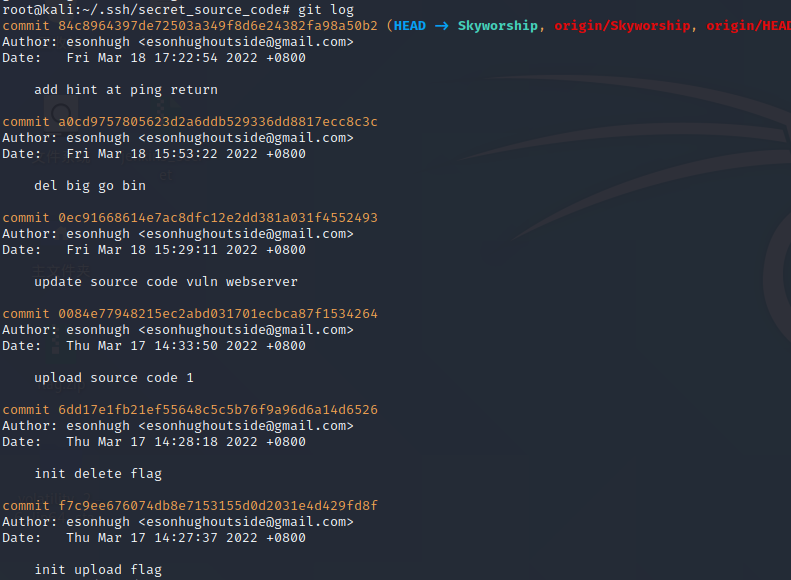 root@kali:~/.ssh/secret_source_code# git log
commit 84c8964397de72503a349f8d6e24382fa98a50b2 (HEAD -> Skyworship, origin/Skyworship, origin/HEAD
Author: esonhugh <esonhughoutside@gmail.com>
Date:   Fri Mar 18 17:22:54 2022 +0800
    add hint at ping return
commit a0cd9757805623d2a6ddb529336dd8817ecc8c3c
Author: esonhugh <esonhughoutside@gmail.com>
Date:   Fri Mar 18 15:53:22 2022 +0800
    del big go bin
commit 0ec91668614e7ac8dfc12e2dd381a031f4552493
Author: esonhugh <esonhughoutside@gmail.com>
Date:   Fri Mar 18 15:29:11 2022 +0800
    update source code vuln webserver
commit 0084e77948215ec2abd031701ecbca87f1534264
Author: esonhugh <esonhughoutside@gmail.com>
Date:   Thu Mar 17 14:33:50 2022 +0800
    upload source code 1
commit 6dd17e1fb21ef55648c5c5b76f9a96d6a14d6526
Author: esonhugh <esonhughoutside@gmail.com>
Date:   Thu Mar 17 14:28:18 2022 +0800
    init delete flag
commit f7c9ee676074db8e7153155d0d2031e4d429fd8f
Author: esonhugh <esonhughoutside@gmail.com>
Date:   Thu Mar 17 14:27:37 2022 +0800
    init upload flag